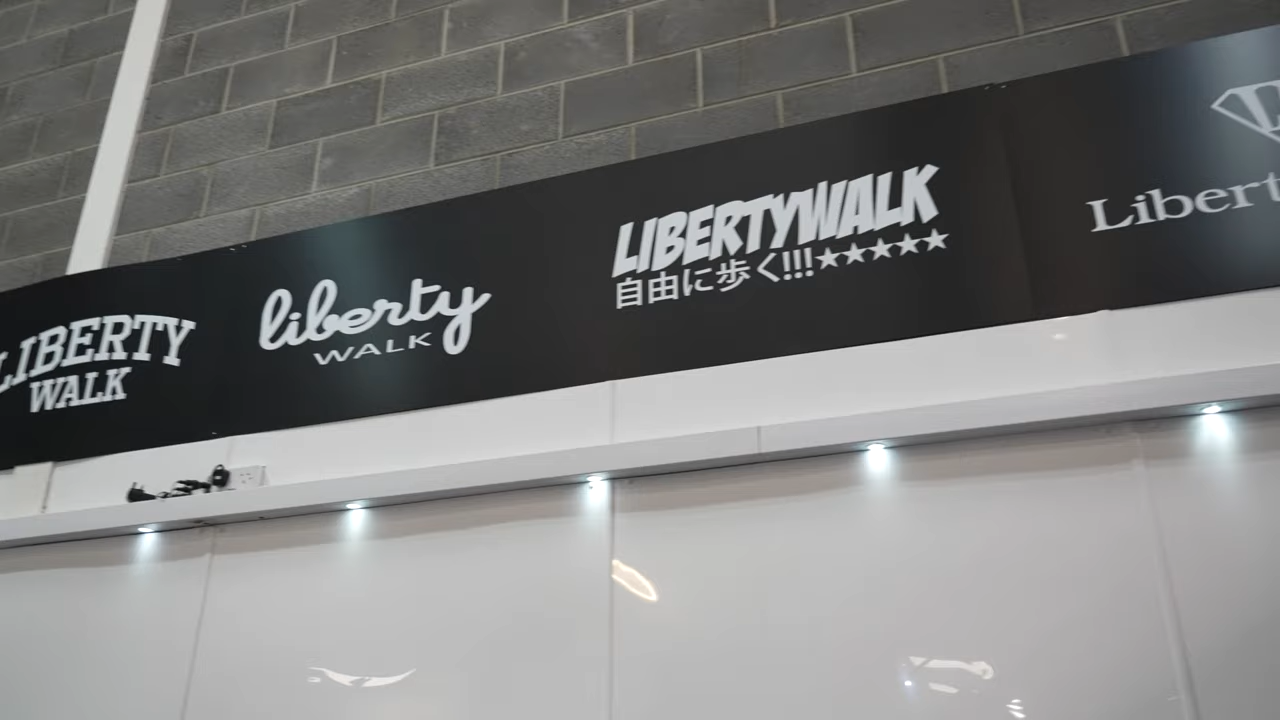 LIBERTY
WALK
liberty
WALK
LIBERTYWALK
自由に歩く!!!★★★★★
Libert